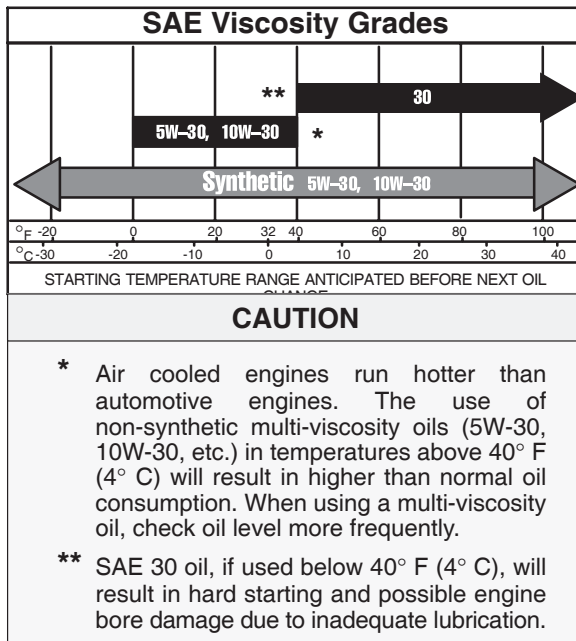 SAE Viscosity Grades
** 30
5W–30, 10W–30 *
Synthetic 5W–30, 10W–30
°F -20 0 20 32 40 60 80 100
°C -30 -20 -10 0 10 20 30 40
STARTING TEMPERATURE RANGE ANTICIPATED BEFORE NEXT OIL
CHANGE
CAUTION
* Air cooled engines run hotter than
automotive engines. The use of
non-synthetic multi-viscosity oils (5W-30,
10W-30, etc.) in temperatures above 40° F
(4° C) will result in higher than normal oil
consumption. When using a multi-viscosity
oil, check oil level more frequently.
** SAE 30 oil, if used below 40° F (4° C), will
result in hard starting and possible engine
bore damage due to inadequate lubrication.